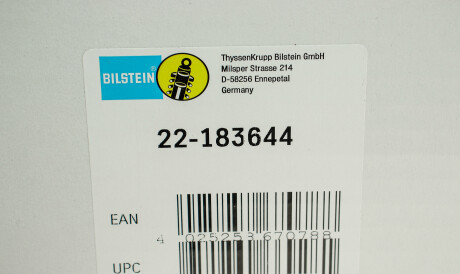 BILSTEIN
ThyssenKrupp Bilstein GmbH
Milsper Strasse 214
D-58256 Ennepetal
Germany
22-183644
EAN
4 025253 670788
UPC